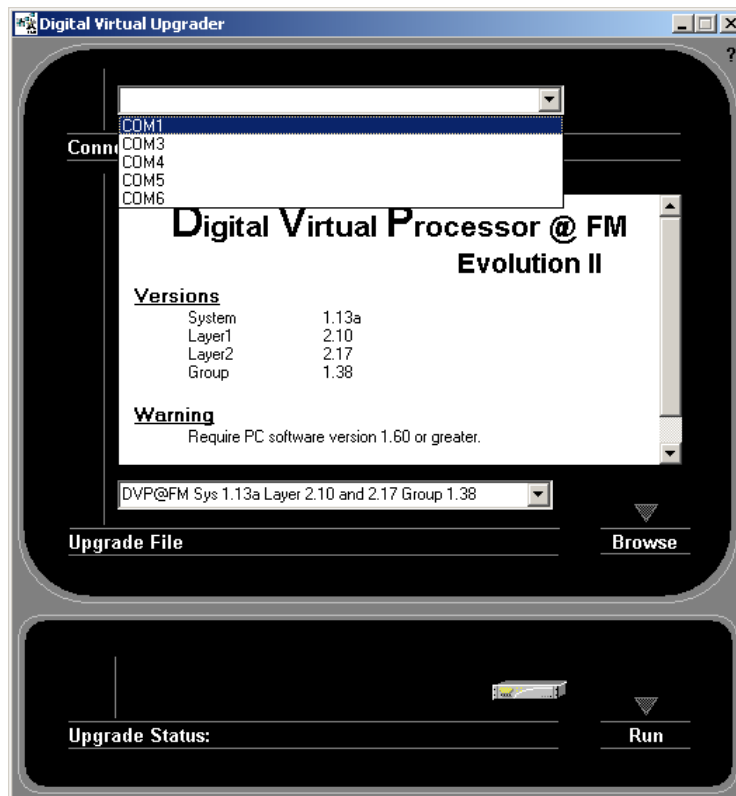 Digital Virtual Upgrader
?
COM1
Conn
COM3
COM4
COM5
COM6
Digital Virtual Processor @ FM
Evolution II
Versions
System 1.13a
Layer1 2.10
Layer2 2.17
Group 1.38
Warning
Require PC software version 1.60 or greater.
DVP@FM Sys 1.13a Layer 2.10 and 2.17 Group 1.38
Upgrade File
Browse
Upgrade Status:
Run